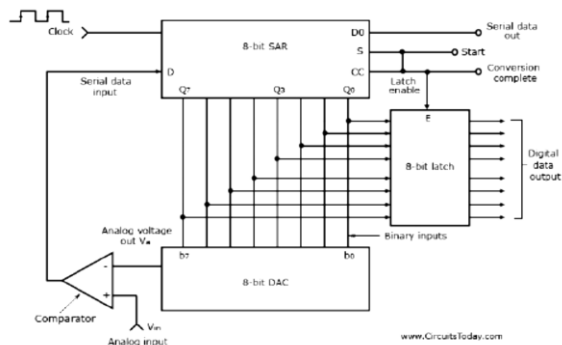 Clock
8-bit SAR
D0
Serial data
out
S
Start
D
CC
Conversion
complete
Serial data
input
Latch
enable
Q7
Q3
Q0
E
8-bit latch
Digital
data
output
Analog voltage
out Va
Binary inputs
b7
b0
8-bit DAC
-
+
Comparator
Vin
Analog input
www.CircuitsToday.com